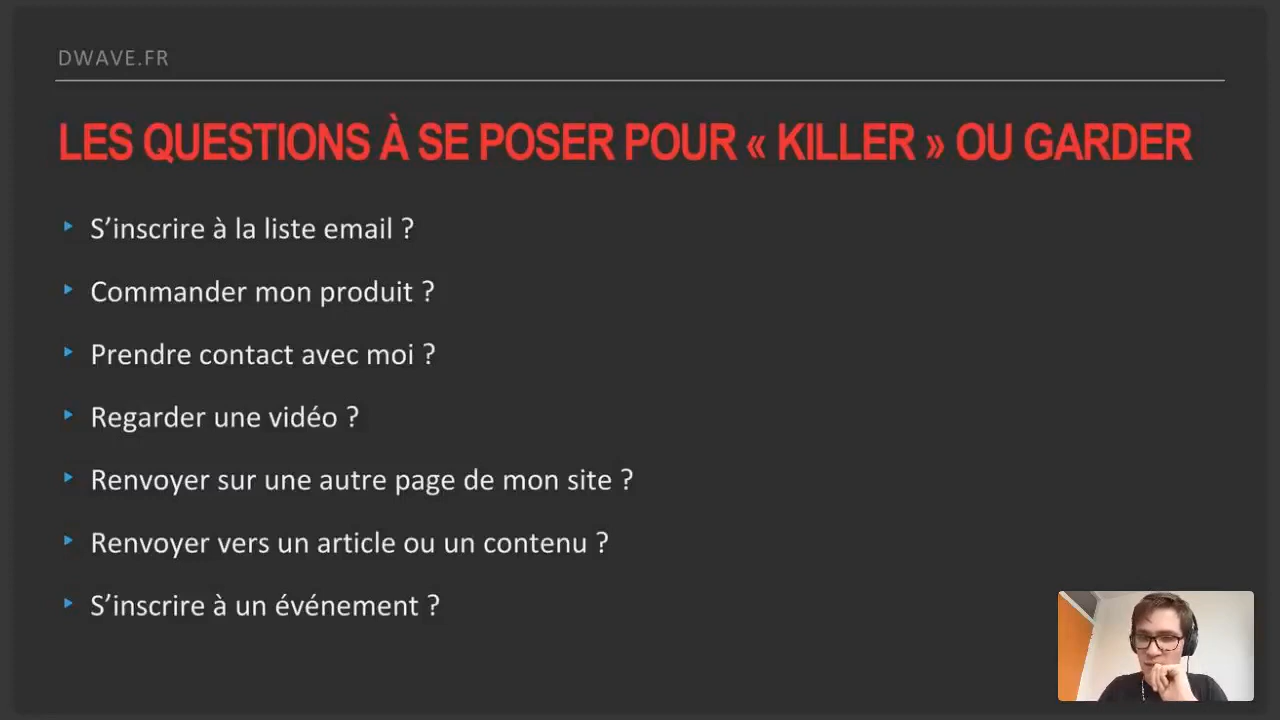 DWAVE.FR
LES QUESTIONS À SE POSER POUR « KILLER » OU GARDER
S’inscrire à la liste email ?
Commander mon produit ?
Prendre contact avec moi ?
Regarder une vidéo ?
Renvoyer sur une autre page de mon site ?
Renvoyer vers un article ou un contenu ?
S’inscrire à un événement ?